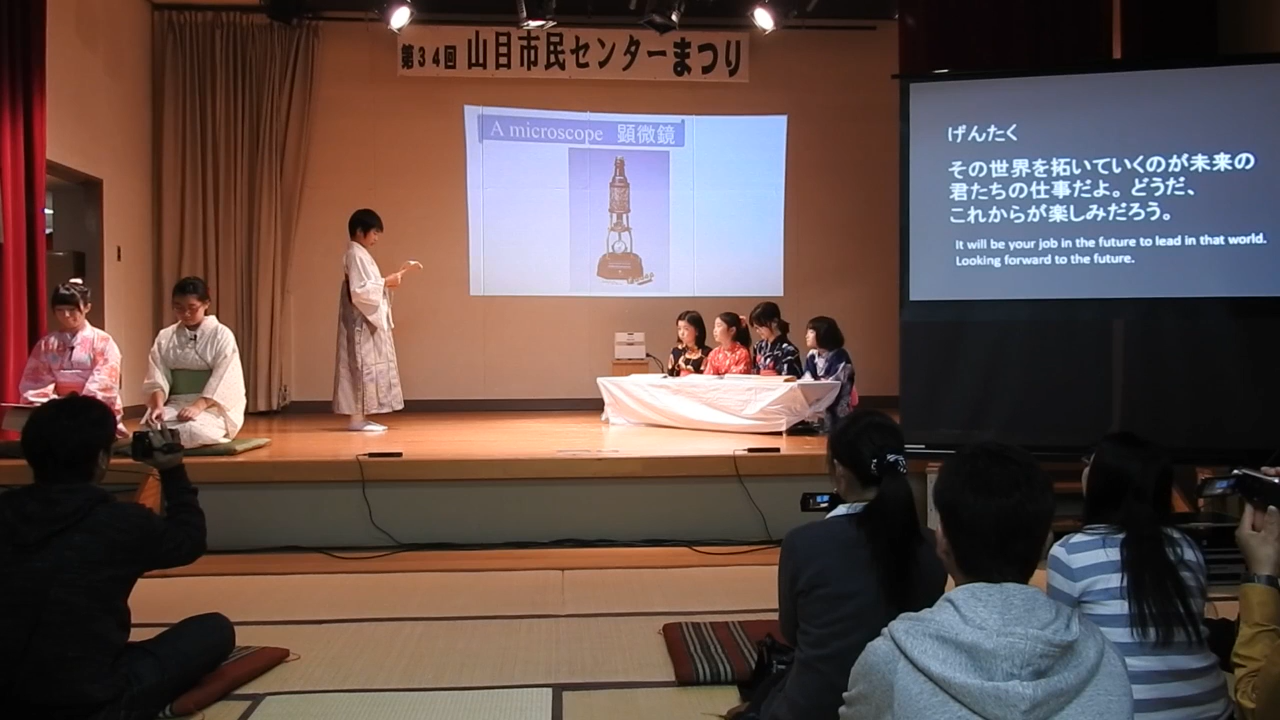 第34回 山目市民センターまつり
A microscope 顕微鏡
げんたく
その世界を拓いていくのが未来の
君たちの仕事だよ。どうだ、
これからが楽しみだろう。
It will be your job in the future to lead in that world.
Looking forward to the future.